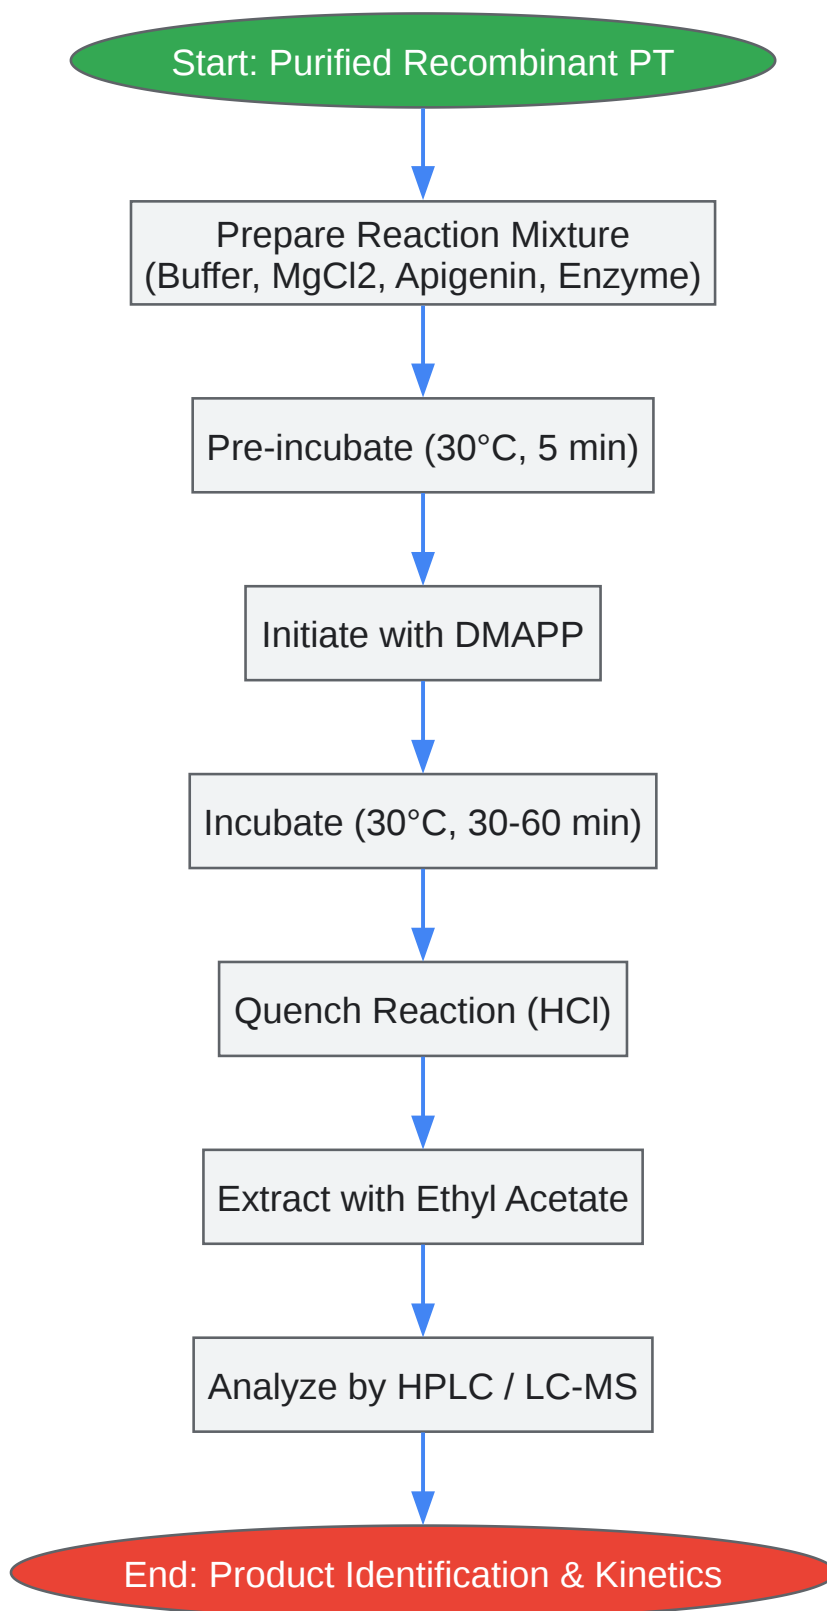 Start: Purified Recombinant PT
Prepare Reaction Mixture
(Buffer, MgCl2, Apigenin, Enzyme)
Pre-incubate (30°C, 5 min)
Initiate with DMAPP
Incubate (30°C, 30-60 min)
Quench Reaction (HCl)
Extract with Ethyl Acetate
Analyze by HPLC / LC-MS
End: Product Identification & Kinetics